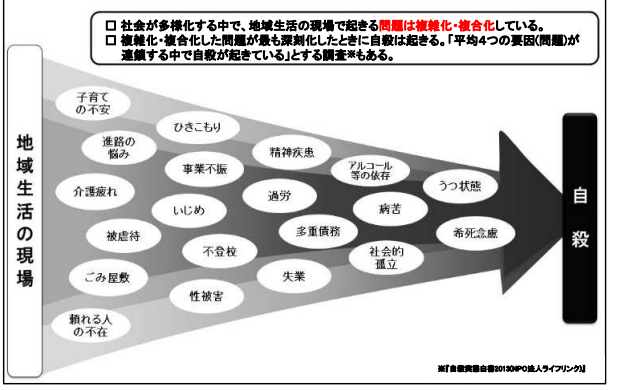 □ 社会が多様化する中で、地域生活の現場で起きる問題は複雑化・複合化している。
□ 複雑化・複合化した問題が最も深刻化したときに自殺は起きる。「平均4つの要因(問題)が
連鎖する中で自殺が起きている」とする調査※もある。
地域生活の現場
子育て
の不安
ひきこもり
進路の
悩み
精神疾患
事業不振
アルコール
等の依存
うつ状態
介護疲れ
過労
いじめ
病苦
被虐待
多重債務
希死念慮
不登校
社会的
孤立
ごみ屋敷
失業
性被害
頼れる人
の不在
自殺
※『自殺実態白書2013(NPO法人ライフリンク)』